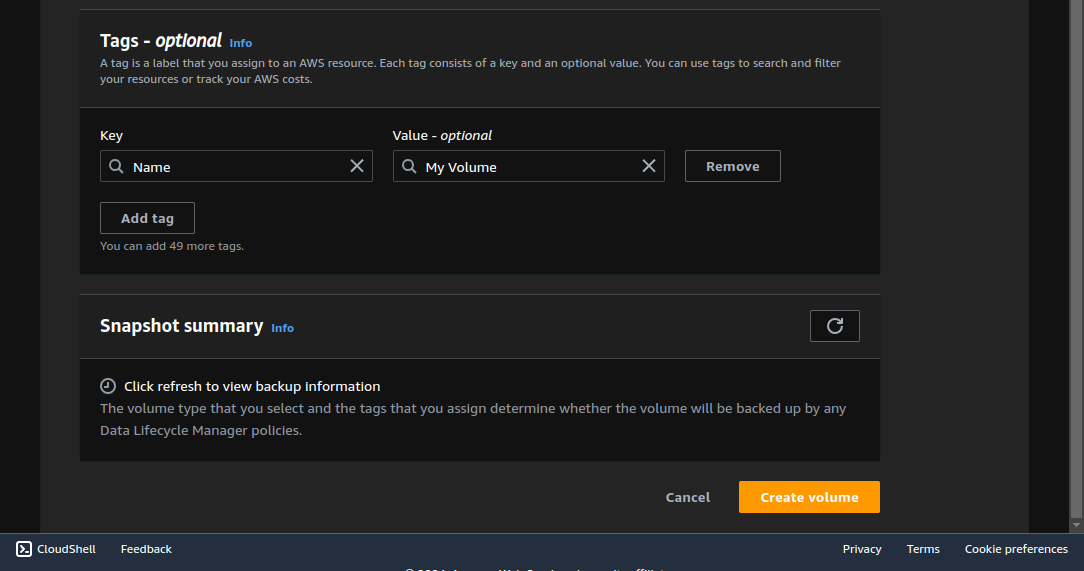 Tags - optional Info
A tag is a label that you assign to an AWS resource. Each tag consists of a key and an optional value. You can use tags to search and filter
your resources or track your AWS costs.
Key
Value - optional
Name
My Volume
Remove
Add tag
You can add 49 more tags.
Snapshot summary Info
Click refresh to view backup information
The volume type that you select and the tags that you assign determine whether the volume will be backed up by any
Data Lifecycle Manager policies.
Cancel
Create volume
CloudShell
Feedback
Privacy
Terms
Cookie preferences